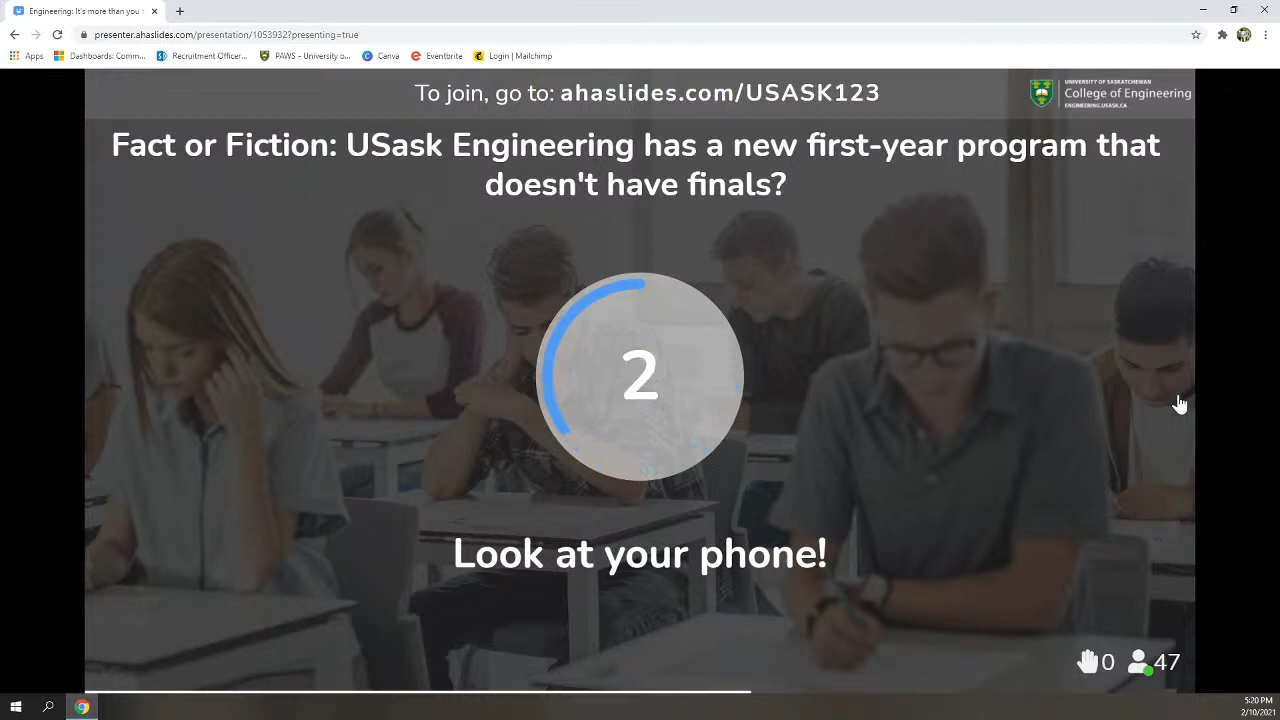 Engineering: It's more than you
presenter.ahaslides.com/presentation/1053932?presenting=true
Apps
Dashboards: Comm...
Recruitment Officer...
PAWS – University o...
Canva
Eventbrite
Login | Mailchimp
To join, go to: ahaslides.com/USASK123
UNIVERSITY OF SASKATCHEWAN
College of Engineering
ENGINEERING.USASK.CA
Fact or Fiction: USask Engineering has a new first-year program that
doesn't have finals?
2
Look at your phone!
0
47
5:20 PM
2/10/2021